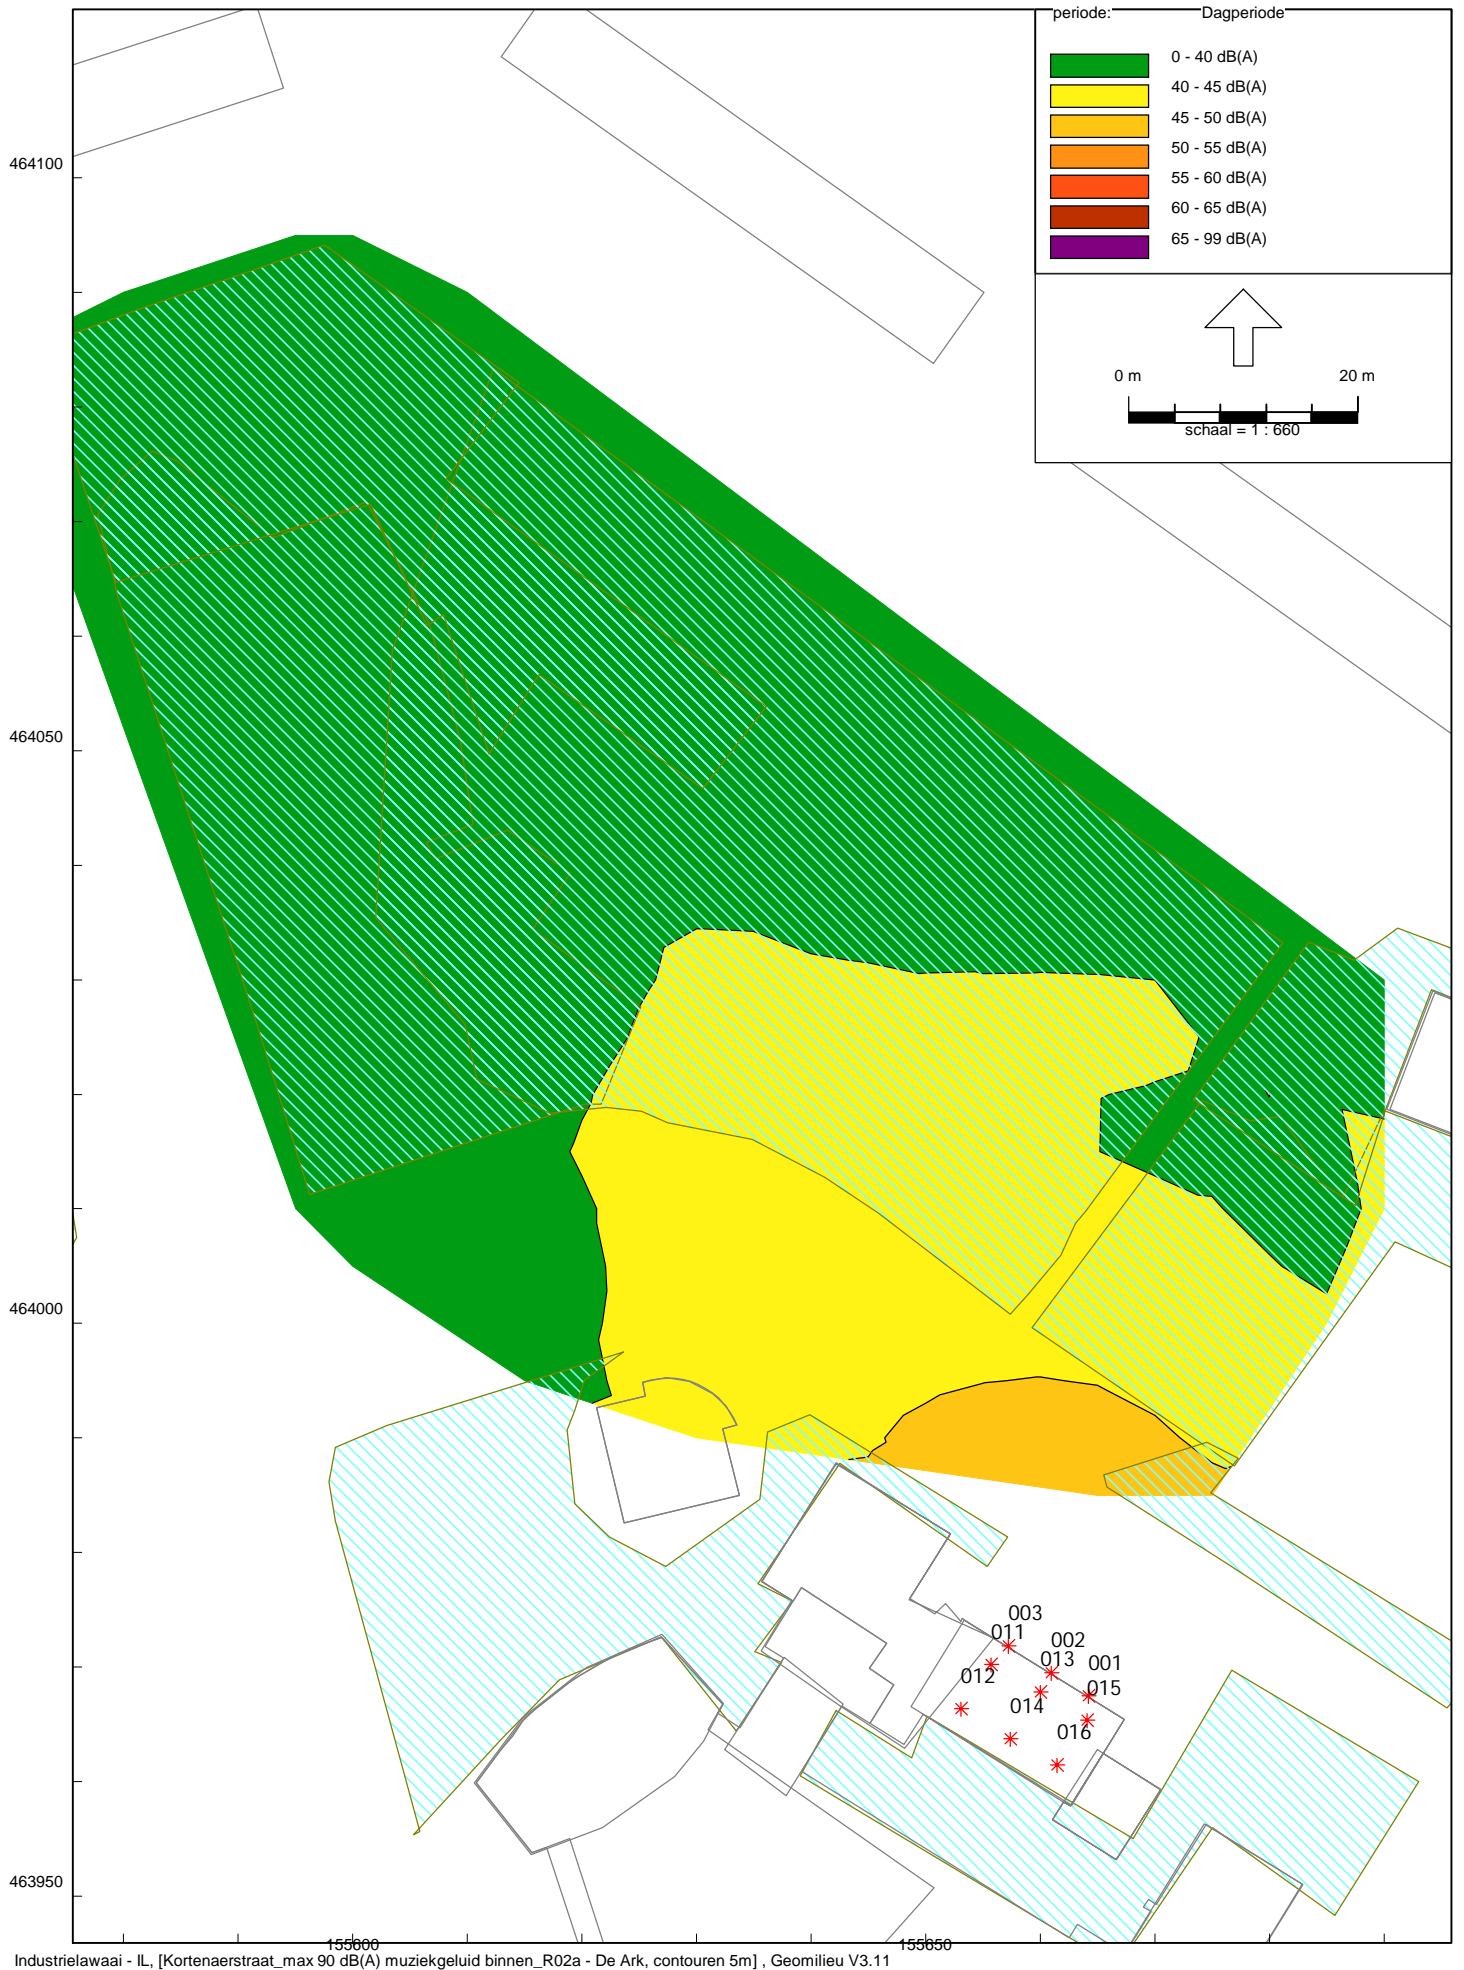 periode: Dagperiode
0 - 40 dB(A)
40 - 45 dB(A)
45 - 50 dB(A)
50 - 55 dB(A)
55 - 60 dB(A)
60 - 65 dB(A)
65 - 99 dB(A)
0 m 20 m
schaal = 1 : 660
464100
464050
464000
463950
003
011
002
013
001
012
015
014
016
155600
155650
Industrielawaai - IL, [Kortenaerstraat_max 90 dB(A) muziekgeluid binnen_R02a - De Ark, contouren 5m] , Geomilieu V3.11